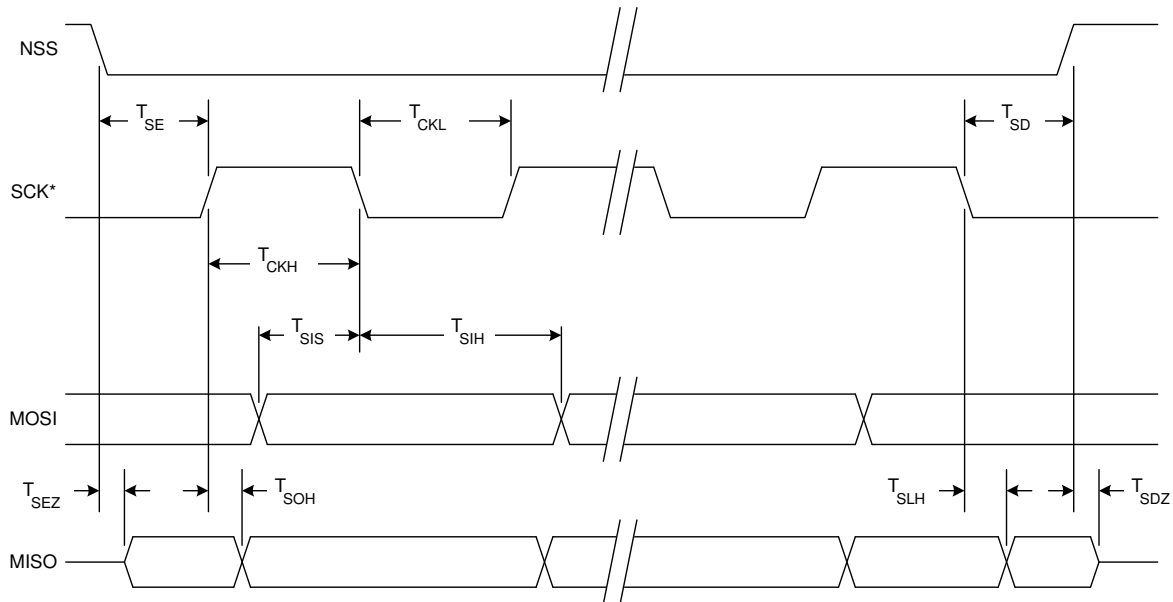 NSS
T_SE
T_CKL
T_SD
SCK*
T_CKH
T_SIS
T_SIH
MOSI
T_SEZ
T_SOH
T_SLH
T_SDZ
MISO